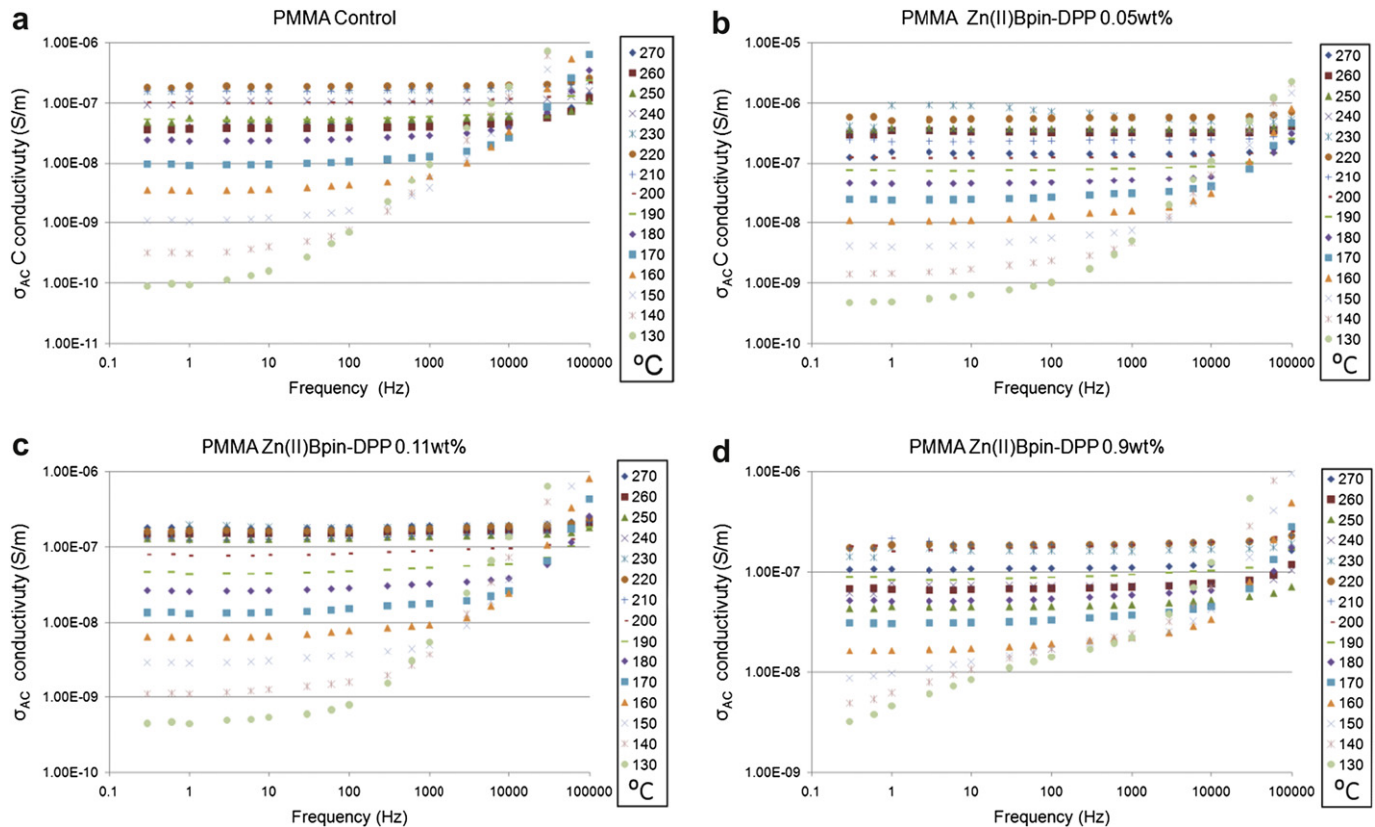 a
PMMA Control
1.00E-06
1.00E-07
1.00E-08
1.00E-09
1.00E-10
1.00E-11
σAC C conductivity (S/m)
0.1 1 10 100 1000 10000 100000
Frequency (Hz)
270
260
250
240
230
220
210
200
190
180
170
160
150
140
130
ºC
b
PMMA Zn(II)Bpin-DPP 0.05wt%
1.00E-05
1.00E-06
1.00E-07
1.00E-08
1.00E-09
1.00E-10
σAC C conductivity (S/m)
0.1 1 10 100 1000 10000 100000
Frequency (Hz)
270
260
250
240
230
220
210
200
190
180
170
160
150
140
130
ºC
c
PMMA Zn(II)Bpin-DPP 0.11wt%
1.00E-06
1.00E-07
1.00E-08
1.00E-09
1.00E-10
σAC conductivity (S/m)
0.1 1 10 100 1000 10000 100000
Frequency (Hz)
270
260
250
240
230
220
210
200
190
180
170
160
150
140
130
ºC
d
PMMA Zn(II)Bpin-DPP 0.9wt%
1.00E-06
1.00E-07
1.00E-08
1.00E-09
σAC conductivity (S/m)
0.1 1 10 100 1000 10000 100000
Frequency (Hz)
270
260
250
240
230
220
210
200
190
180
170
160
150
140
130
ºC